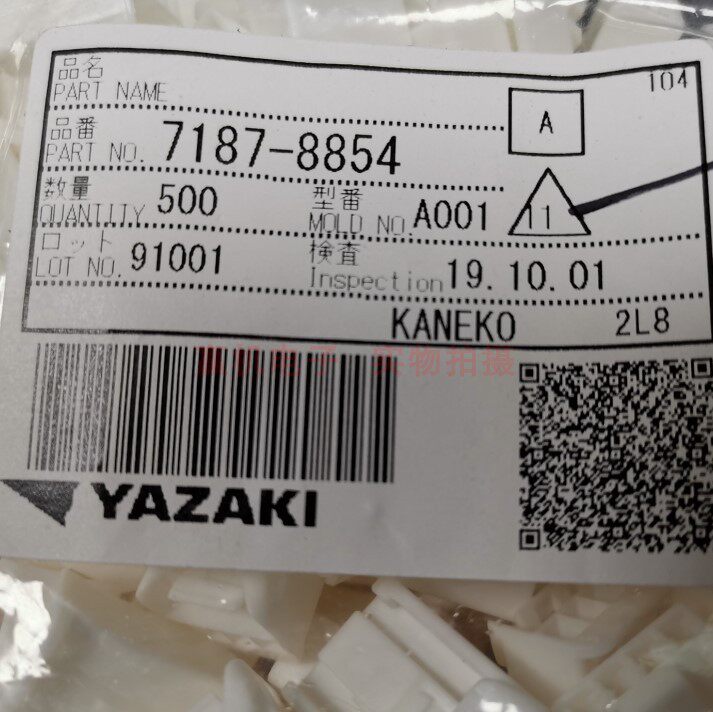 品名
PART NAME
104
A
品番
PART NO. 7187-8854
数量
QUANTITY 500
型番
MOLD NO. A001
11
ロット
LOT NO. 91001
検査
Inspection 19.10.01
KANEKO 2L8
实物拍摄
YAZAKI